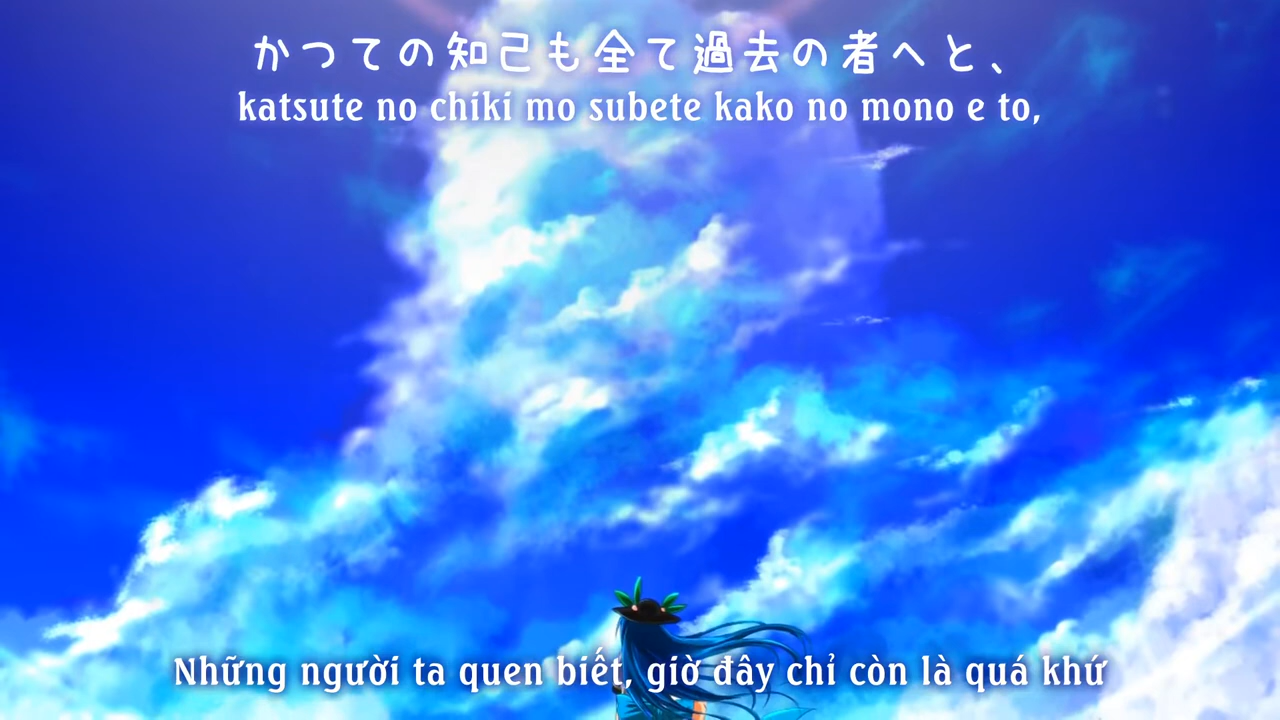 かつての知己も全て過去の者へと、
katsute no chiki mo subete kako no mono e to,
Những người ta quen biết, giờ đây chỉ còn là quá khứ